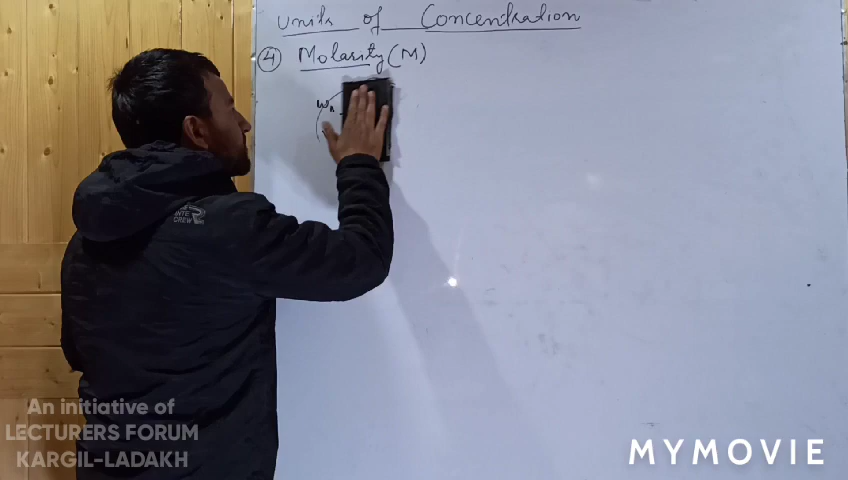 Units of Concentration
④ Molarity (M)
W
An initiative of
LECTURERS FORUM
KARGIL-LADAKH
MYMOVIE